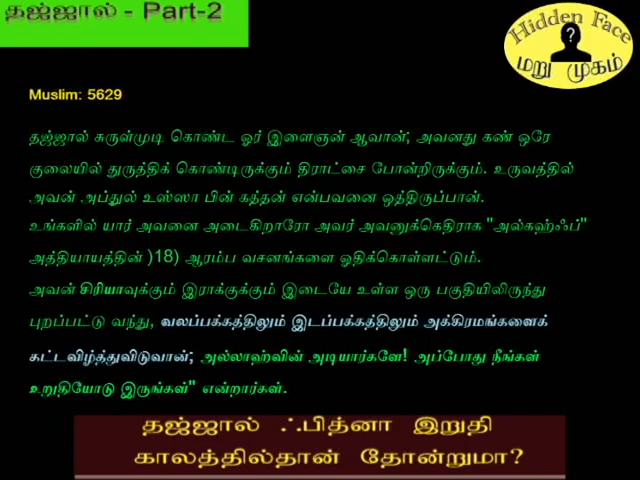 தஜ்ஜால் - Part-2
Hidden Face
?
மறு முகம்
Muslim: 5629
தஜ்ஜால் சுருள்முடி கொண்ட ஓர் இளைஞன் ஆவான்; அவனது கண் ஒரே
குலையில் துருத்திக் கொண்டிருக்கும் திராட்சை போன்றிருக்கும். உருவத்தில்
அவன் அப்துல் உஸ்ஸா பின் கத்தன் என்பவனை ஒத்திருப்பான்.
உங்களில் யார் அவனை அடைகிறாரோ அவர் அவனுக்கெதிராக "அல்கஹ்ஃப்"
அத்தியாயத்தின் )18) ஆரம்ப வசனங்களை ஓதிக்கொள்ளட்டும்.
அவன் சிரியாவுக்கும் இராக்குக்கும் இடையே உள்ள ஒரு பகுதியிலிருந்து
புறப்பட்டு வந்து, வலப்பக்கத்திலும் இடப்பக்கத்திலும் அக்கிரமங்களைக்
கட்டவிழ்த்துவிடுவான்; அல்லாஹ்வின் அடியார்களே! அப்போது நீங்கள்
உறுதியோடு இருங்கள்" என்றார்கள்.
தஜ்ஜால் ஃபித்னா இறுதி
காலத்தில்தான் தோன்றுமா?